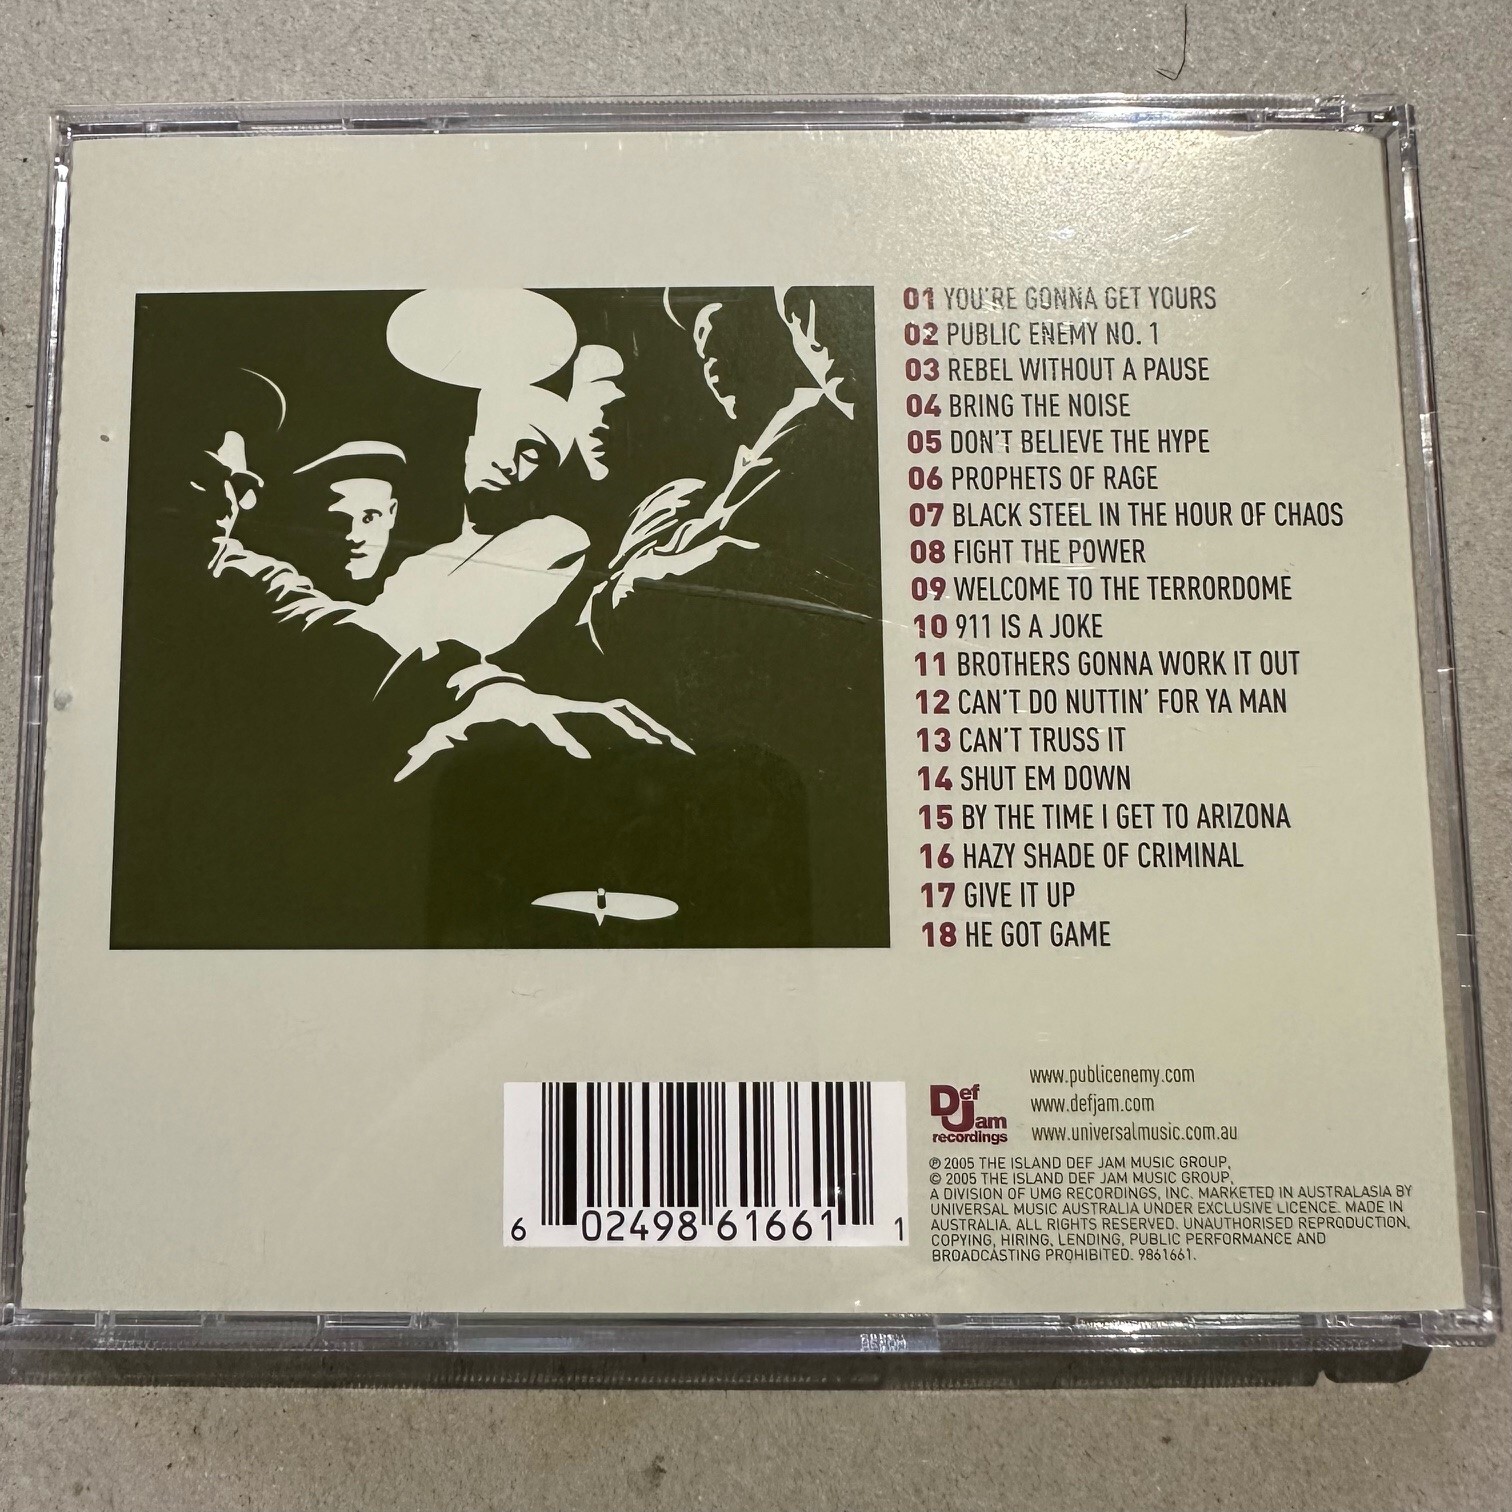 01 YOU'RE GONNA GET YOURS
02 PUBLIC ENEMY NO. 1
03 REBEL WITHOUT A PAUSE
04 BRING THE NOISE
05 DON'T BELIEVE THE HYPE
06 PROPHETS OF RAGE
07 BLACK STEEL IN THE HOUR OF CHAOS
08 FIGHT THE POWER
09 WELCOME TO THE TERRORDOME
10 911 IS A JOKE
11 BROTHERS GONNA WORK IT OUT
12 CAN'T DO NUTTIN' FOR YA MAN
13 CAN'T TRUSS IT
14 SHUT EM DOWN
15 BY THE TIME I GET TO ARIZONA
16 HAZY SHADE OF CRIMINAL
17 GIVE IT UP
18 HE GOT GAME
6 02498 61661 1
Def
Jam
recordings
www.publicenemy.com
www.defjam.com
www.universalmusic.com.au
℗ 2005 THE ISLAND DEF JAM MUSIC GROUP,
© 2005 THE ISLAND DEF JAM MUSIC GROUP,
A DIVISION OF UMG RECORDINGS, INC. MARKETED IN AUSTRALASIA BY
UNIVERSAL MUSIC AUSTRALIA UNDER EXCLUSIVE LICENCE. MADE IN
AUSTRALIA. ALL RIGHTS RESERVED. UNAUTHORISED REPRODUCTION,
COPYING, HIRING, LENDING, PUBLIC PERFORMANCE AND
BROADCASTING PROHIBITED. 9861661.